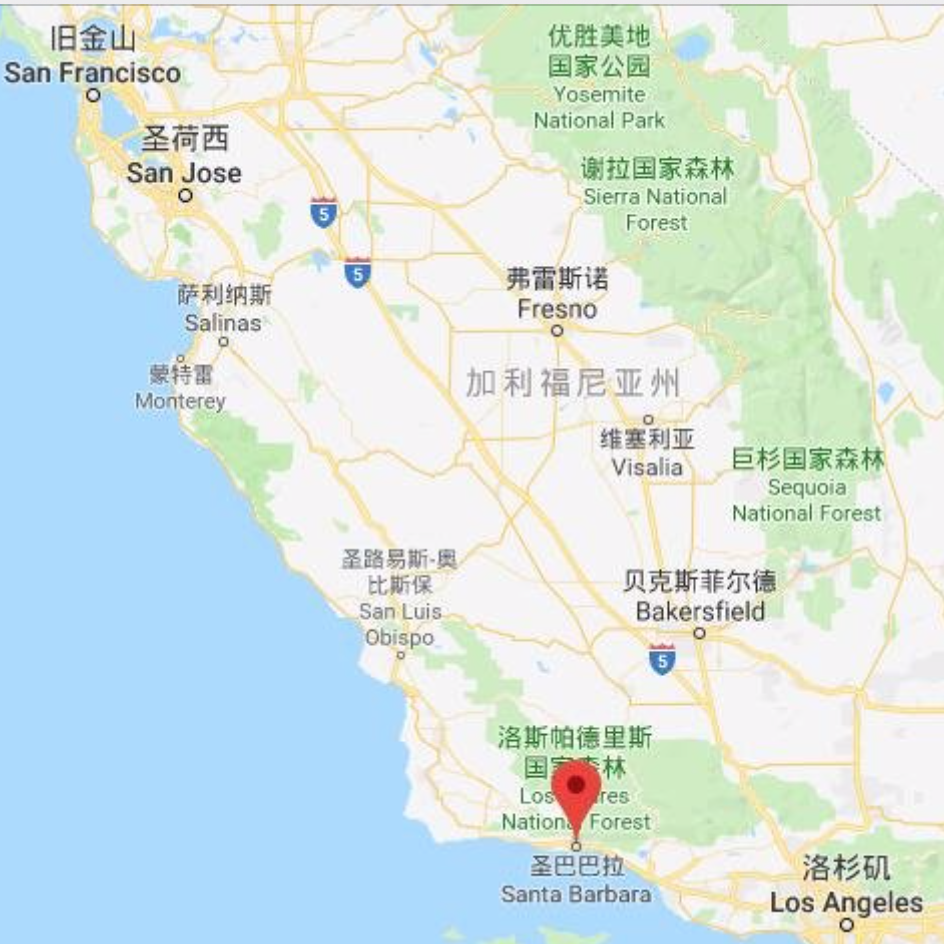 旧金山
San Francisco
优胜美地
国家公园
Yosemite
National Park
圣荷西
San Jose
谢拉国家森林
Sierra National
Forest
5
5
萨利纳斯
Salinas
弗雷斯诺
Fresno
蒙特雷
Monterey
加利福尼亚州
维塞利亚
Visalia
巨杉国家森林
Sequoia
National Forest
圣路易斯-奥
比斯保
San Luis
Obispo
贝克斯菲尔德
Bakersfield
5
洛斯帕德里斯
国家森林
Los res
National Forest
圣巴巴拉
Santa Barbara
洛杉矶
Los Angeles